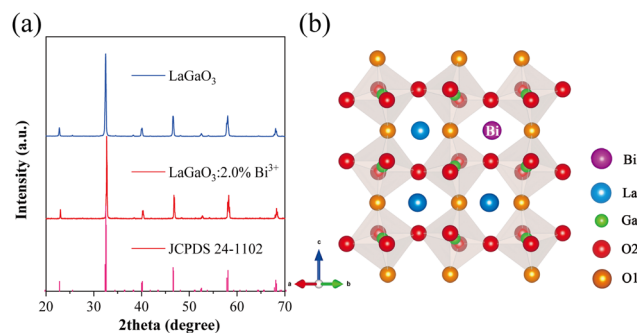 (a)
Intensity (a.u.)
LaGaO₃
LaGaO₃:2.0% Bi³⁺
JCPDS 24-1102
20 30 40 50 60 70
2theta (degree)
(b)
Bi
c
a b
Bi
La
Ga
O2
O1